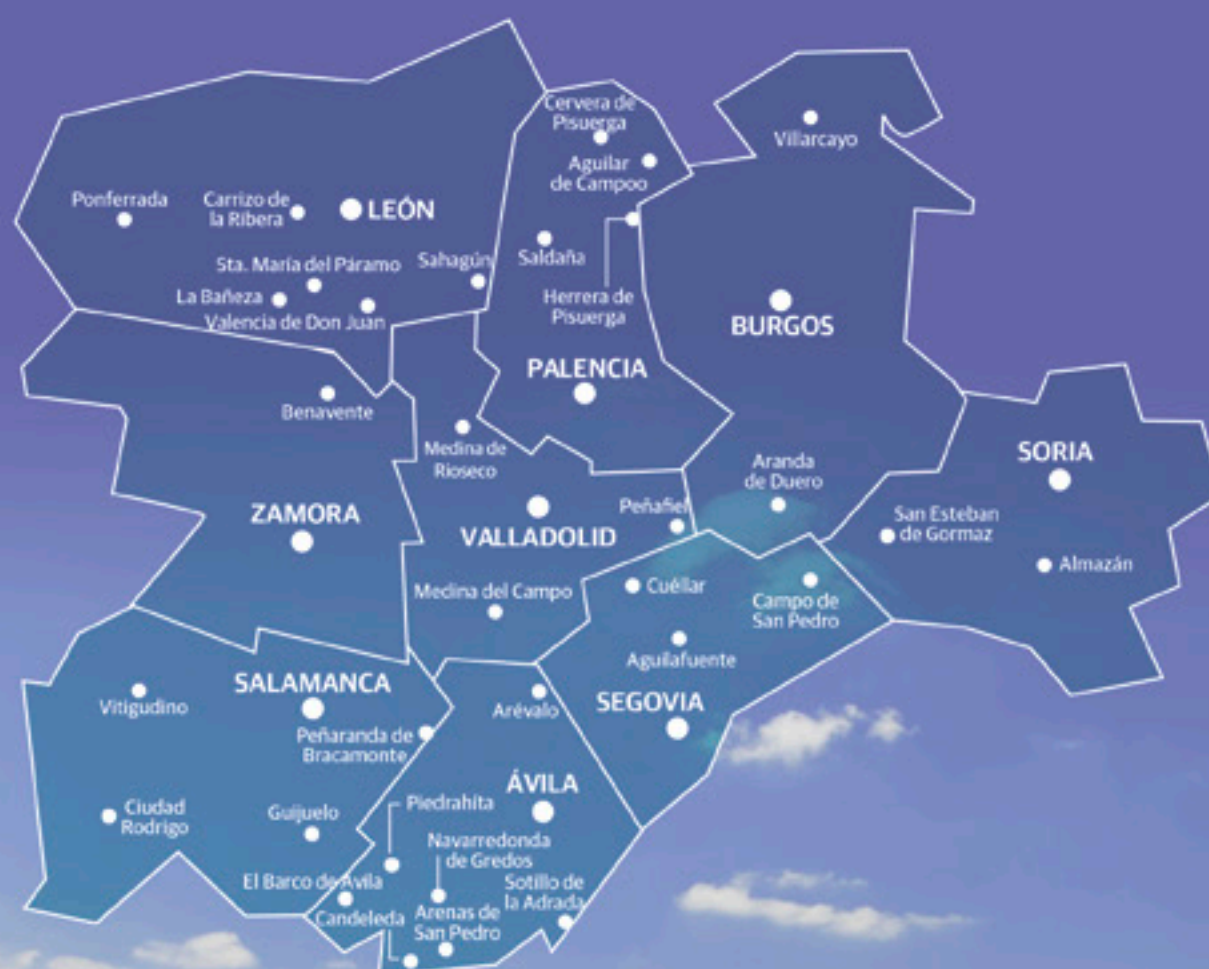 Cervera de
Pisuerga
Villarcayo
Aguilar
de Campoo
Ponferrada
Carrizo de
la Ribera
LEÓN
Saldaña
Sta. María del Páramo
Sahagún
La Bañeza
Valencia de Don Juan
Herrera de
Pisuerga
BURGOS
PALENCIA
Benavente
Medina de
Rioseco
SORIA
Aranda
de Duero
Peñafiel
ZAMORA
VALLADOLID
San Esteban
de Gormaz
Almazán
Medina del Campo
Cuéllar
Campo de
San Pedro
Aguilafuente
SALAMANCA
Vitigudino
Arévalo
SEGOVIA
Peñaranda de
Bracamonte
ÁVILA
Piedrahíta
Ciudad
Rodrigo
Guijuelo
Navarredonda
de Gredos
El Barco de Ávila
Sotillo de
la Adrada
Candeleda
Arenas de
San Pedro